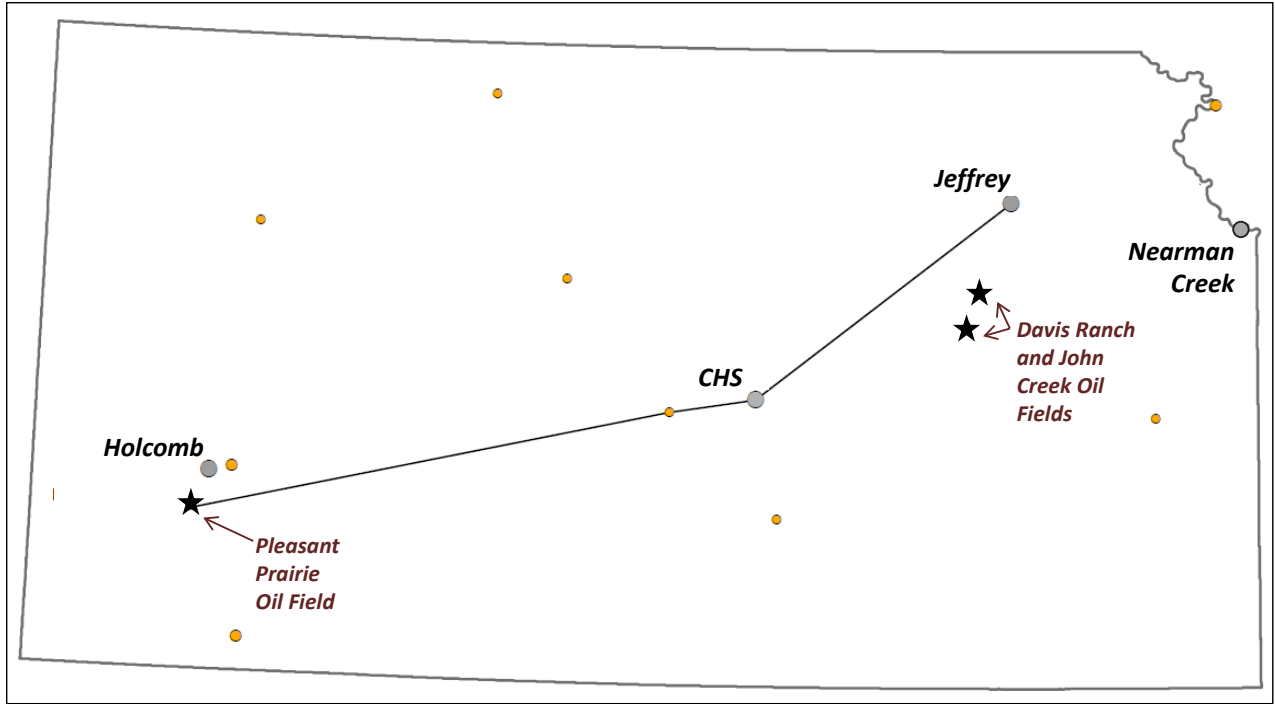 Jeffrey
Nearman
Creek
Davis Ranch
and John
Creek Oil
Fields
CHS
Holcomb
Pleasant
Prairie
Oil Field